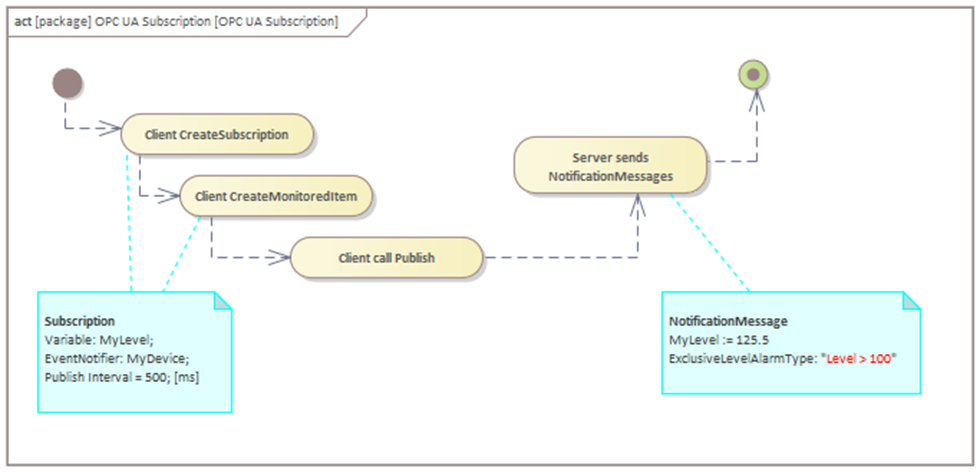 act [package] OPC UA Subscription [OPC UA Subscription]
Client CreateSubscription
Client CreateMonitoredItem
Client call Publish
Server sends
NotificationMessages
Subscription
Variable: MyLevel;
EventNotifier: MyDevice;
Publish Interval = 500; [ms]
NotificationMessage
MyLevel := 125.5
ExclusiveLevelAlarmType: "Level > 100"